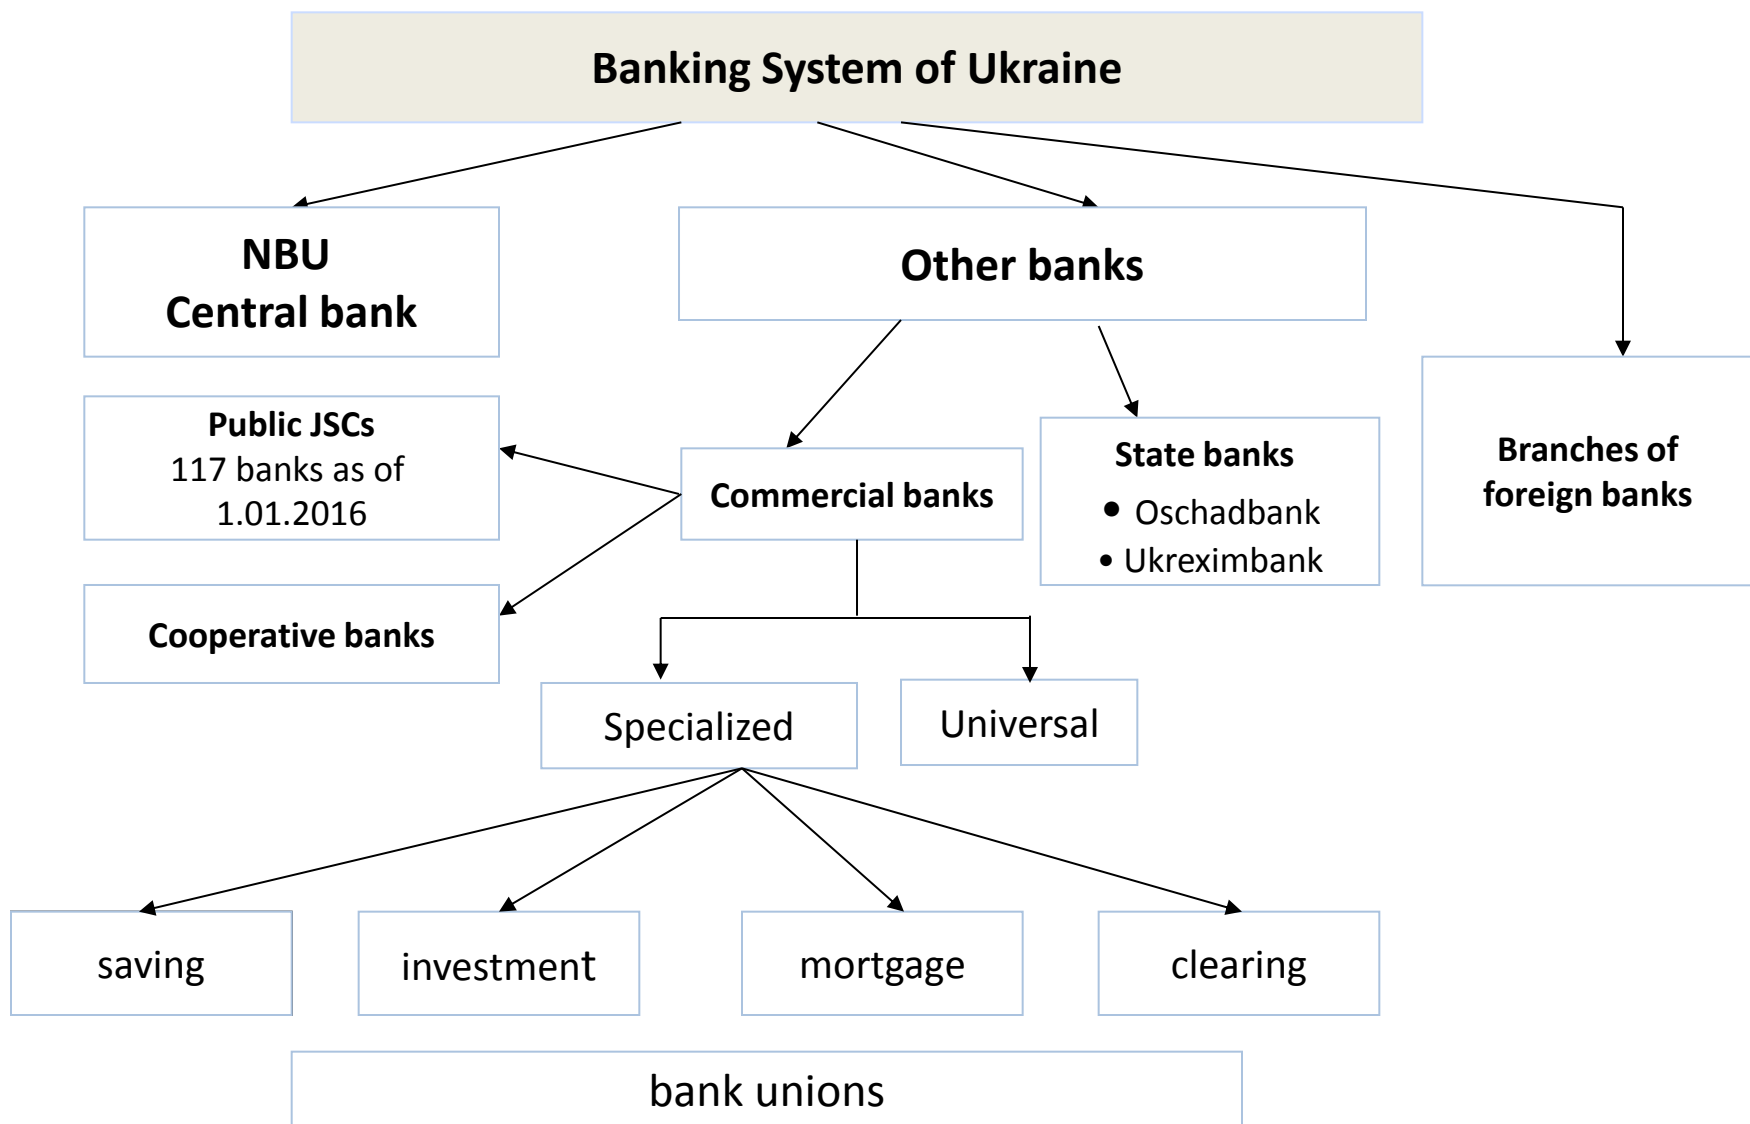 Banking System of Ukraine
NBU
Central bank
Other banks
Public JSCs
117 banks as of
1.01.2016
Commercial banks
State banks
• Oschadbank
• Ukreximbank
Branches of
foreign banks
Cooperative banks
Specialized
Universal
saving
investment
mortgage
clearing
bank unions